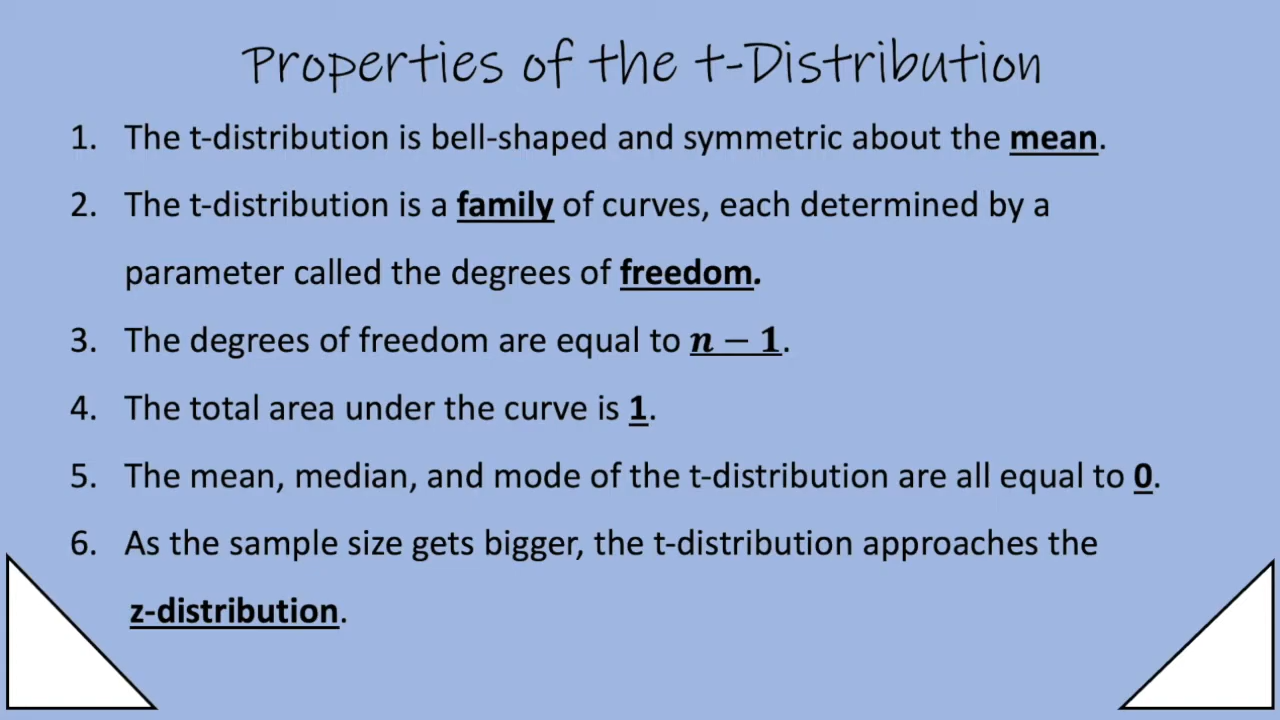 Properties of the t-Distribution
1. The t-distribution is bell-shaped and symmetric about the mean.
2. The t-distribution is a family of curves, each determined by a
parameter called the degrees of freedom.
3. The degrees of freedom are equal to n − 1.
4. The total area under the curve is 1.
5. The mean, median, and mode of the t-distribution are all equal to 0.
6. As the sample size gets bigger, the t-distribution approaches the
z-distribution.